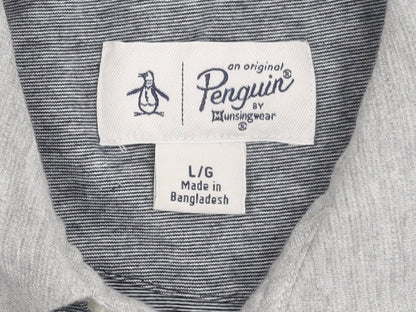 an original
Penguin®
BY
Munsingwear
®
L/G
Made in
Bangladesh